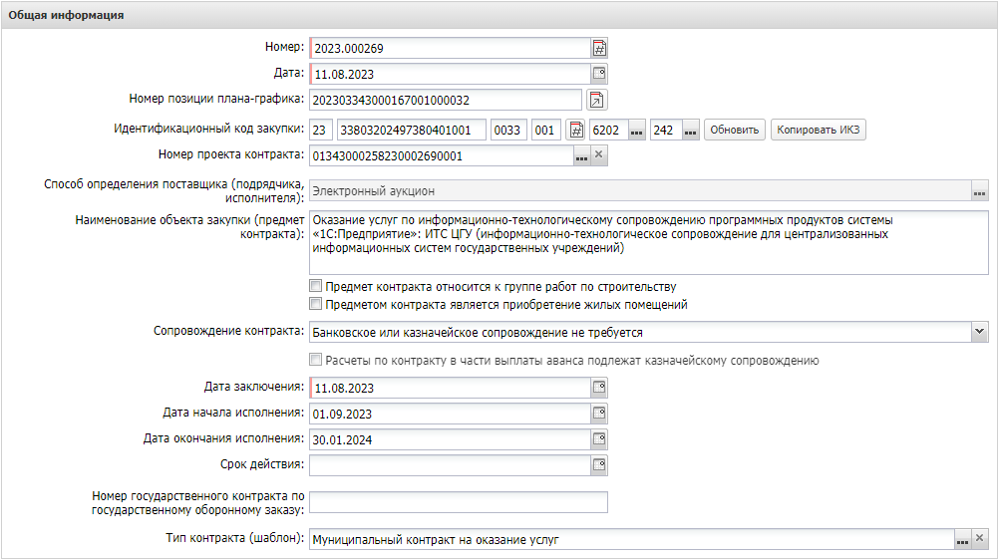 Общая информация
Номер: 2023.000269
Дата: 11.08.2023
Номер позиции плана-графика: 202303343000167001000032
Идентификационный код закупки: 23 33803202497380401001 0033 001 6202 ... 242 ... Обновить Копировать ИКЗ
Номер проекта контракта: 01343000258230002690001 ...
Способ определения поставщика (подрядчика,
исполнителя): Электронный аукцион ...
Наименование объекта закупки (предмет
контракта):
Оказание услуг по информационно-технологическому сопровождению программных продуктов системы
«1С:Предприятие»: ИТС ЦГУ (информационно-технологическое сопровождение для централизованных
информационных систем государственных учреждений)
Предмет контракта относится к группе работ по строительству
Предметом контракта является приобретение жилых помещений
Сопровождение контракта: Банковское или казначейское сопровождение не требуется
Расчеты по контракту в части выплаты аванса подлежат казначейскому сопровождению
Дата заключения: 11.08.2023
Дата начала исполнения: 01.09.2023
Дата окончания исполнения: 30.01.2024
Срок действия:
Номер государственного контракта по
государственному оборонному заказу:
Тип контракта (шаблон): Муниципальный контракт на оказание услуг ...